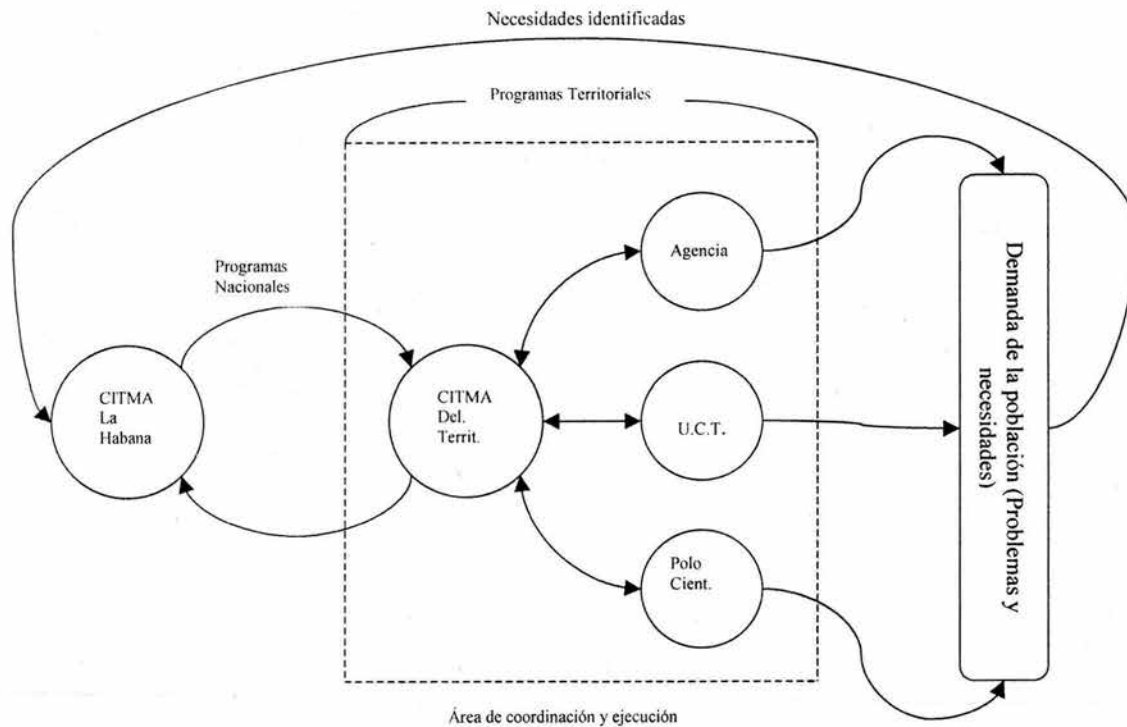 Necesidades identificadas
Programas Territoriales
Programas
Nacionales
CITMA
La
Habana
CITMA
Del.
Territ.
Agencia
U.C.T.
Polo
Cient.
Demanda de la población (Problemas y
necesidades)
Área de coordinación y ejecución